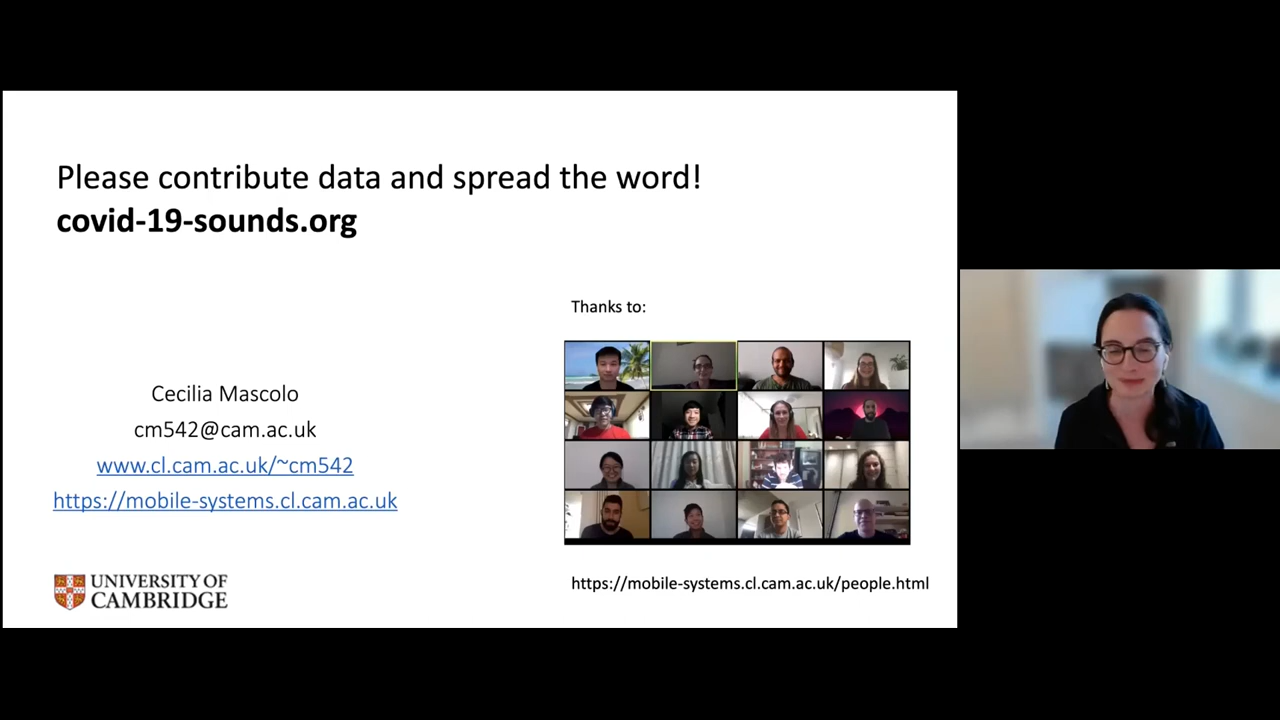 Please contribute data and spread the word!
covid-19-sounds.org
Thanks to:
Cecilia Mascolo
cm542@cam.ac.uk
www.cl.cam.ac.uk/~cm542
https://mobile-systems.cl.cam.ac.uk
UNIVERSITY OF
CAMBRIDGE
https://mobile-systems.cl.cam.ac.uk/people.html